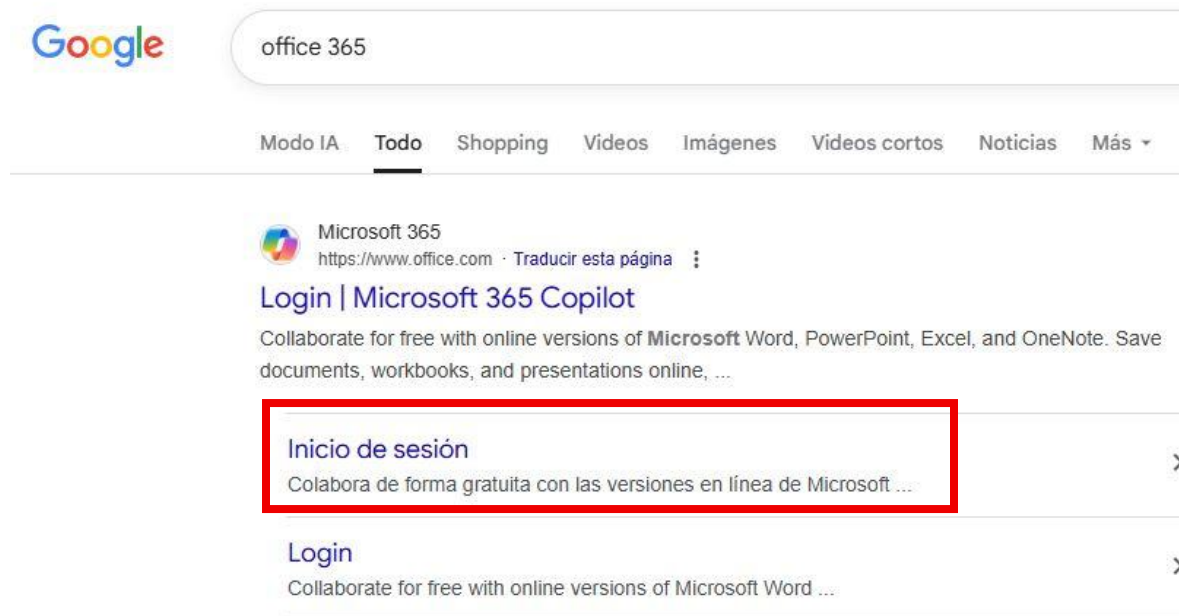 Google
office 365
Modo IA Todo Shopping Videos Imágenes Videos cortos Noticias Más
Microsoft 365
https://www.office.com · Traducir esta página
Login | Microsoft 365 Copilot
Collaborate for free with online versions of Microsoft Word, PowerPoint, Excel, and OneNote. Save
documents, workbooks, and presentations online, ...
Inicio de sesión
Colabora de forma gratuita con las versiones en línea de Microsoft ...
Login
Collaborate for free with online versions of Microsoft Word ...